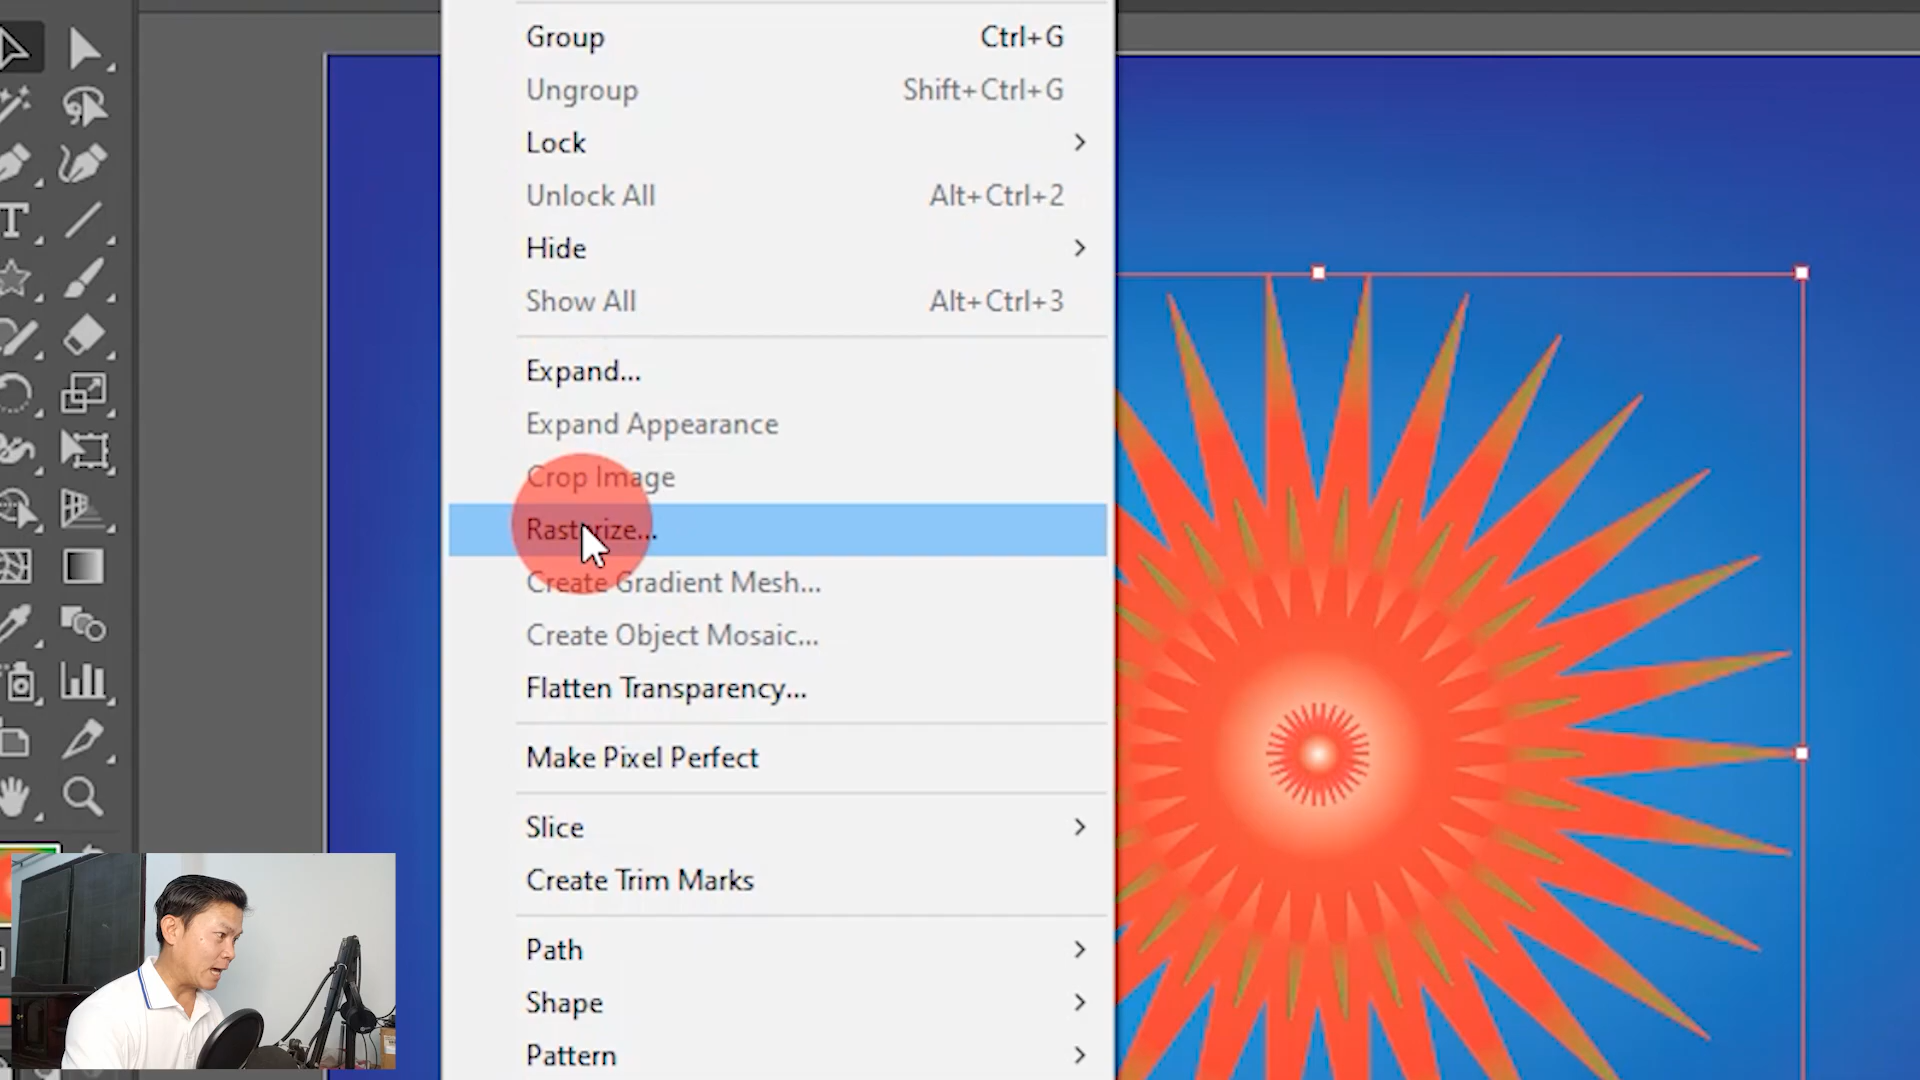 Group Ctrl+G
Ungroup Shift+Ctrl+G
Lock
Unlock All Alt+Ctrl+2
Hide
Show All Alt+Ctrl+3
Expand...
Expand Appearance
Crop Image
Rasterize...
Create Gradient Mesh...
Create Object Mosaic...
Flatten Transparency...
Make Pixel Perfect
Slice
Create Trim Marks
Path
Shape
Pattern